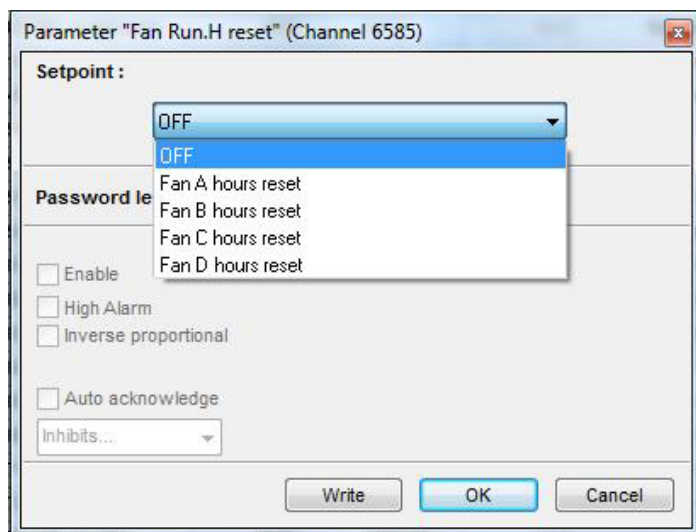 Parameter "Fan Run.H reset" (Channel 6585)
Setpoint :
OFF
OFF
Fan A hours reset
Fan B hours reset
Fan C hours reset
Fan D hours reset
Password le
Enable
High Alarm
Inverse proportional
Auto acknowledge
Inhibits...
Write
OK
Cancel